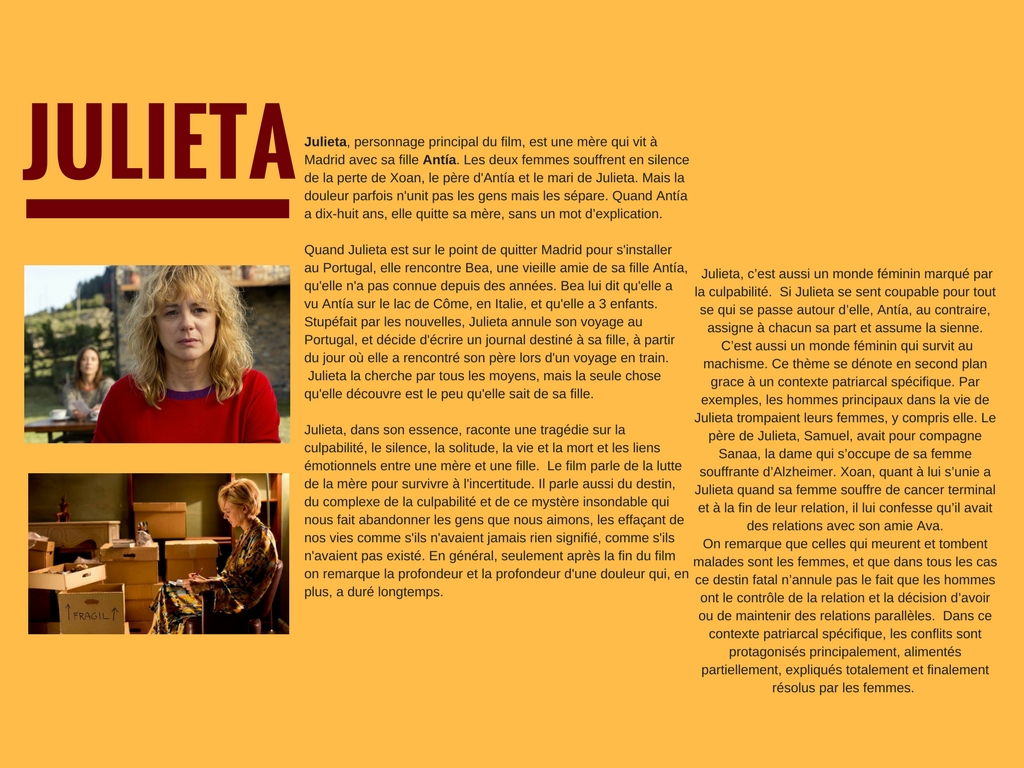 JULIETA
Julieta, personnage principal du film, est une mère qui vit à
Madrid avec sa fille Antía. Les deux femmes souffrent en silence
de la perte de Xoan, le père d'Antía et le mari de Julieta. Mais la
douleur parfois n'unit pas les gens mais les sépare. Quand Antía
a dix-huit ans, elle quitte sa mère, sans un mot d’explication.
Quand Julieta est sur le point de quitter Madrid pour s'installer
au Portugal, elle rencontre Bea, une vieille amie de sa fille Antía,
qu'elle n'a pas connue depuis des années. Bea lui dit qu'elle a
vu Antía sur le lac de Côme, en Italie, et qu'elle a 3 enfants.
Stupéfait par les nouvelles, Julieta annule son voyage au
Portugal, et décide d'écrire un journal destiné à sa fille, à partir
du jour où elle a rencontré son père lors d'un voyage en train.
Julieta la cherche par tous les moyens, mais la seule chose
qu'elle découvre est le peu qu'elle sait de sa fille.
Julieta, dans son essence, raconte une tragédie sur la
culpabilité, le silence, la solitude, la vie et la mort et les liens
émotionnels entre une mère et une fille.  Le film parle de la lutte
de la mère pour survivre à l'incertitude. Il parle aussi du destin,
du complexe de la culpabilité et de ce mystère insondable qui
nous fait abandonner les gens que nous aimons, les effaçant de
nos vies comme s'ils n'avaient jamais rien signifié, comme s'ils
n'avaient pas existé. En général, seulement après la fin du film
on remarque la profondeur et la profondeur d'une douleur qui, en
plus, a duré longtemps.
Julieta, c’est aussi un monde féminin marqué par
la culpabilité.  Si Julieta se sent coupable pour tout
se qui se passe autour d’elle, Antía, au contraire,
assigne à chacun sa part et assume la sienne.
C’est aussi un monde féminin qui survit au
machisme. Ce thème se dénote en second plan
grace à un contexte patriarcal spécifique. Par
exemples, les hommes principaux dans la vie de
Julieta trompaient leurs femmes, y compris elle. Le
père de Julieta, Samuel, avait pour compagne
Sanaa, la dame qui s’occupe de sa femme
souffrante d’Alzheimer. Xoan, quant à lui s’unie a
Julieta quand sa femme souffre de cancer terminal
et à la fin de leur relation, il lui confesse qu’il avait
des relations avec son amie Ava.
On remarque que celles qui meurent et tombent
malades sont les femmes, et que dans tous les cas
ce destin fatal n’annule pas le fait que les hommes
ont le contrôle de la relation et la décision d’avoir
ou de maintenir des relations parallèles.  Dans ce
contexte patriarcal spécifique, les conflits sont
protagonisés principalement, alimentés
partiellement, expliqués totalement et finalement
résolus par les femmes.
FRAGIL